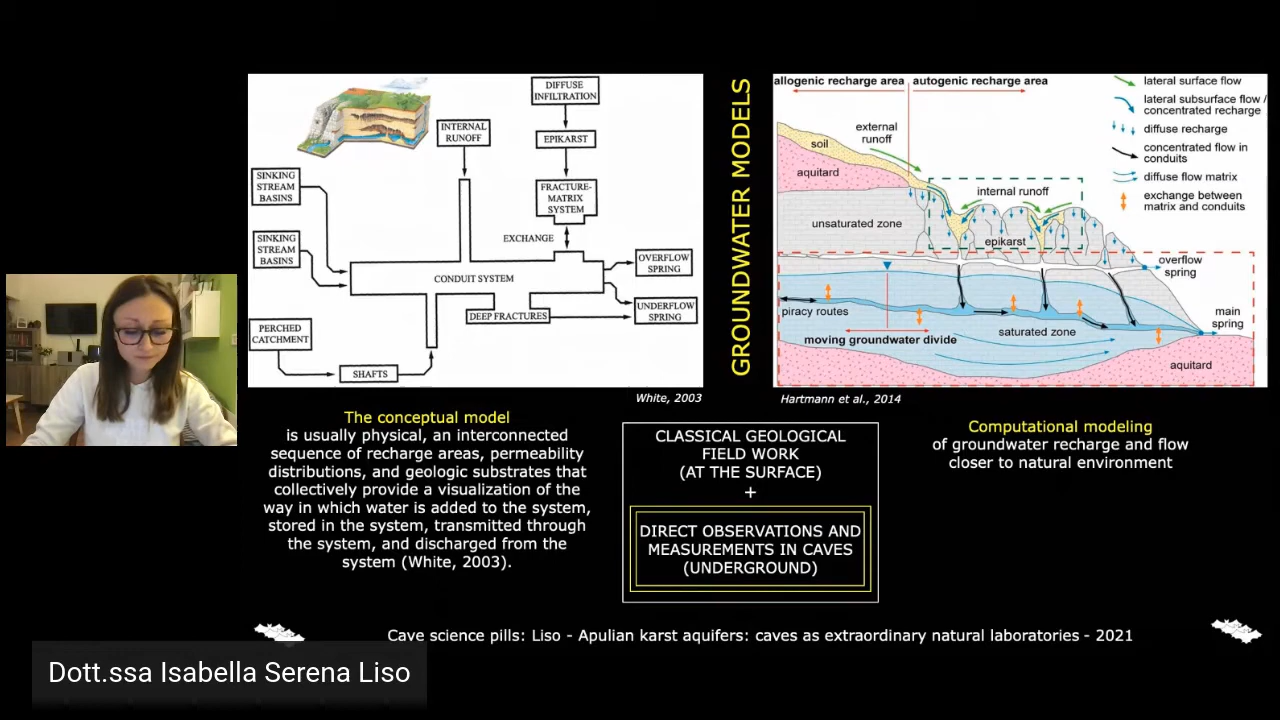 DIFFUSE
INFILTRATION
INTERNAL
RUNOFF
EPIKARST
SINKING
STREAM
BASINS
FRACTURE-
MATRIX
SYSTEM
EXCHANGE
SINKING
STREAM
BASINS
OVERFLOW
SPRING
CONDUIT SYSTEM
UNDERFLOW
SPRING
DEEP FRACTURES
PERCHED
CATCHMENT
SHAFTS
White, 2003
GROUNDWATER MODELS
allogenic recharge area
autogenic recharge area
lateral surface flow
lateral subsurface flow /
concentrated recharge
diffuse recharge
concentrated flow in
conduits
diffuse flow matrix
exchange between
matrix and conduits
external
runoff
soil
aquitard
internal runoff
unsaturated zone
epikarst
overflow
spring
piracy routes
main
spring
saturated zone
moving groundwater divide
aquitard
Hartmann et al., 2014
The conceptual model
is usually physical, an interconnected
sequence of recharge areas, permeability
distributions, and geologic substrates that
collectively provide a visualization of the
way in which water is added to the system,
stored in the system, transmitted through
the system, and discharged from the
system (White, 2003).
CLASSICAL GEOLOGICAL
FIELD WORK
(AT THE SURFACE)
+
DIRECT OBSERVATIONS AND
MEASUREMENTS IN CAVES
(UNDERGROUND)
Computational modeling
of groundwater recharge and flow
closer to natural environment
Cave science pills: Liso - Apulian karst aquifers: caves as extraordinary natural laboratories - 2021
Dott.ssa Isabella Serena Liso